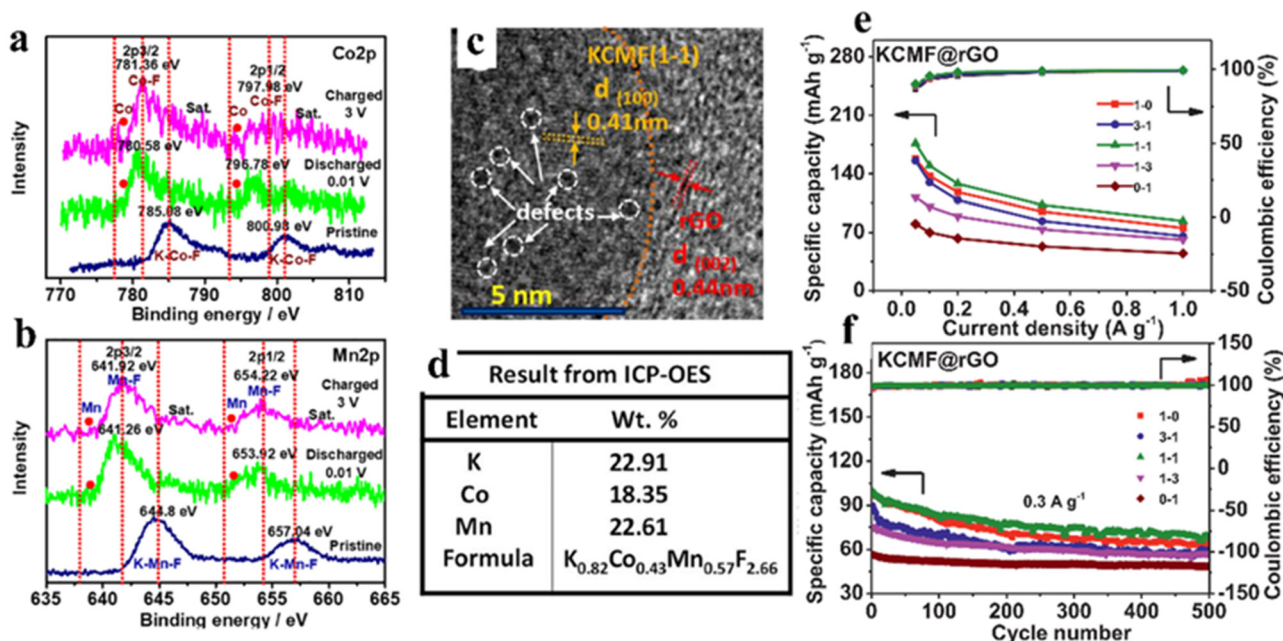 a
Co2p
2p3/2
781.36 eV
Co-F
Co
Sat.
2p1/2
797.98 eV
Co-F
Co
Sat.
Charged
3 V
780.58 eV
796.78 eV
Discharged
0.01 V
785.08 eV
K-Co-F
800.98 eV
K-Co-F
Pristine
Intensity
770 780 790 800 810
Binding energy / eV
b
Mn2p
2p3/2
641.92 eV
Mn-F
Mn
Sat.
2p1/2
654.22 eV
Mn-F
Mn
Sat.
Charged
3 V
641.26 eV
653.92 eV
Discharged
0.01 V
644.8 eV
K-Mn-F
657.04 eV
K-Mn-F
Pristine
Intensity
635 640 645 650 655 660 665
Binding energy / eV
c
KCMF(1-1)
d (100)
0.41nm
defects
rGO
d (002)
0.44nm
5 nm
d
Result from ICP-OES
Element Wt. %
K 22.91
Co 18.35
Mn 22.61
Formula K0.82Co0.43Mn0.57F2.66
e
KCMF@rGO
1-0
3-1
1-1
1-3
0-1
Specific capacity (mAh g-1)
280
210
140
70
0
Coulombic efficiency (%)
100
50
0
-50
0.0 0.2 0.4 0.6 0.8 1.0
Current density (A g-1)
f
KCMF@rGO
1-0
3-1
1-1
1-3
0-1
0.3 A g-1
Specific capacity (mAh g-1)
180
150
120
90
60
30
Coulombic efficiency (%)
150
100
50
0
-50
-100
-150
0 100 200 300 400 500
Cycle number